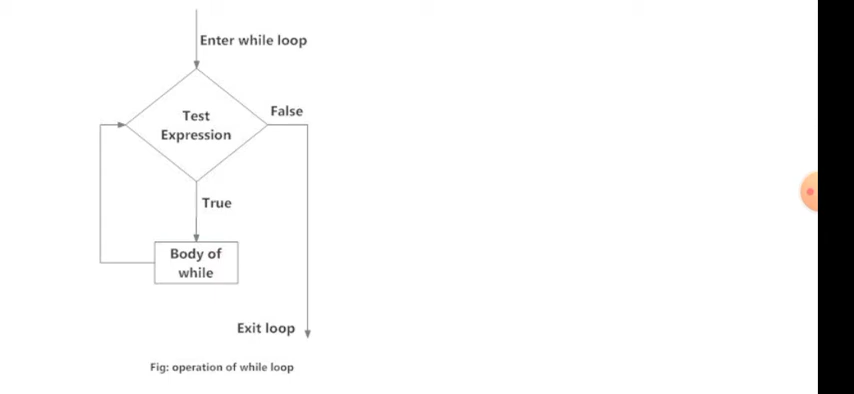 Enter while loop
Test
Expression
False
True
Body of
while
Exit loop
Fig: operation of while loop